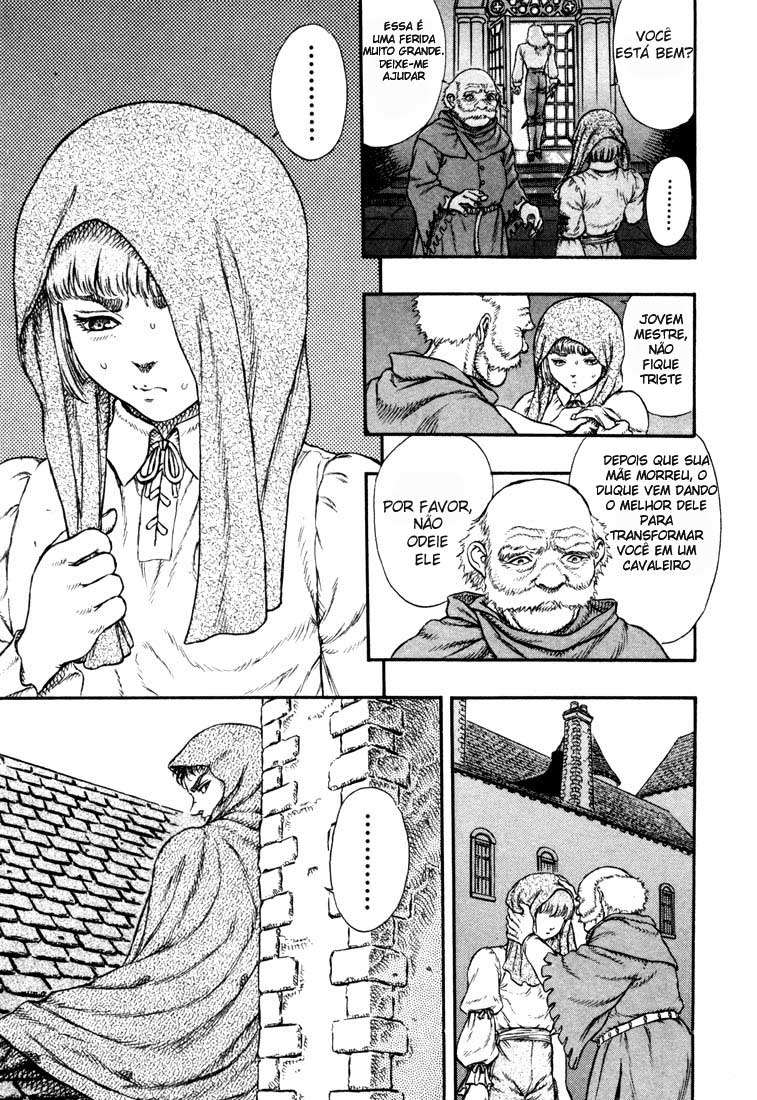 VOCÊ
ESTÁ BEM?
ESSA É
UMA FERIDA
MUITO GRANDE.
DEIXE-ME
AJUDAR
.........
.........
JOVEM
MESTRE,
NÃO
FIQUE
TRISTE
DEPOIS QUE SUA
MÃE MORREU, O
DUQUE VEM DANDO
O MELHOR DELE
PARA
TRANSFORMAR
VOCÊ EM UM
CAVALEIRO
POR FAVOR,
NÃO
ODEIE
ELE
.........